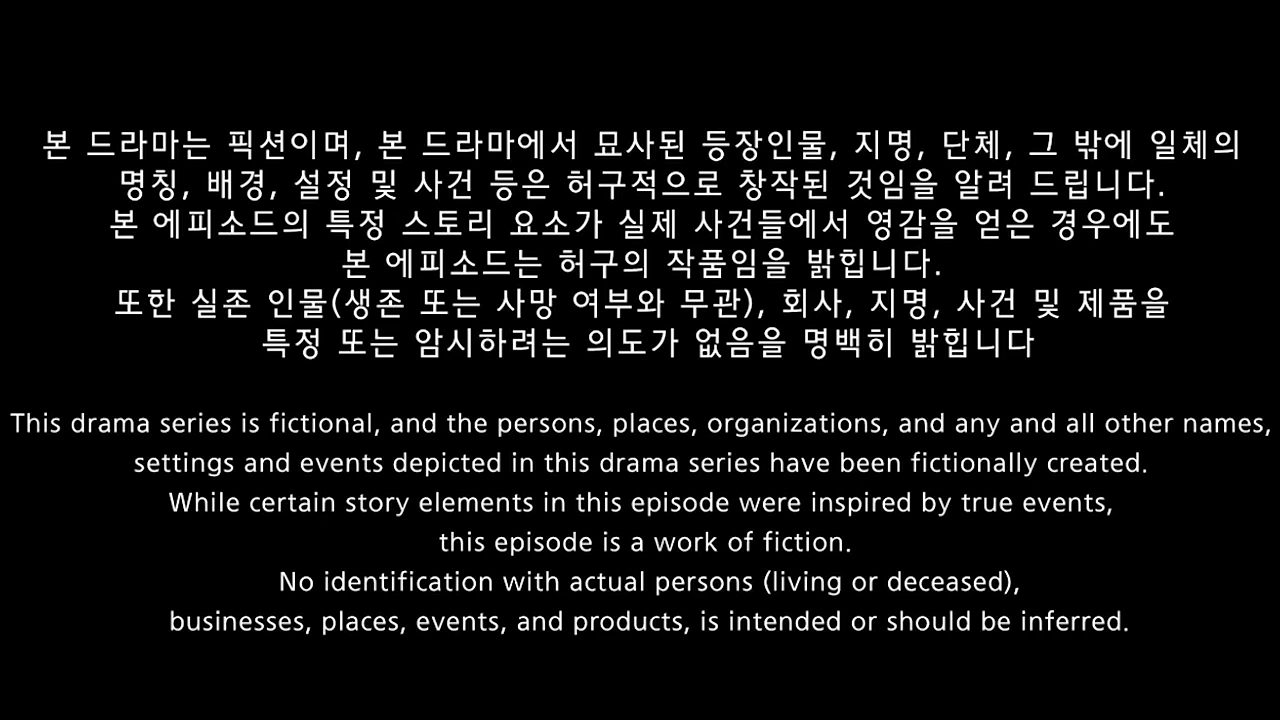 본 드라마는 픽션이며, 본 드라마에서 묘사된 등장인물, 지명, 단체, 그 밖에 일체의
명칭, 배경, 설정 및 사건 등은 허구적으로 창작된 것임을 알려 드립니다.
본 에피소드의 특정 스토리 요소가 실제 사건들에서 영감을 얻은 경우에도
본 에피소드는 허구의 작품임을 밝힙니다.
또한 실존 인물(생존 또는 사망 여부와 무관), 회사, 지명, 사건 및 제품을
특정 또는 암시하려는 의도가 없음을 명백히 밝힙니다
This drama series is fictional, and the persons, places, organizations, and any and all other names,
settings and events depicted in this drama series have been fictionally created.
While certain story elements in this episode were inspired by true events,
this episode is a work of fiction.
No identification with actual persons (living or deceased),
businesses, places, events, and products, is intended or should be inferred.